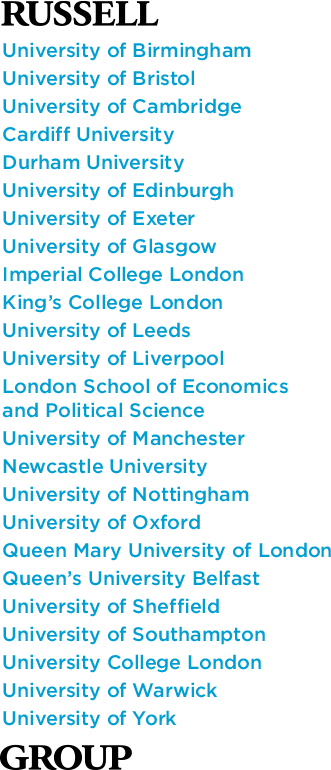 RUSSELL
University of Birmingham
University of Bristol
University of Cambridge
Cardiff University
Durham University
University of Edinburgh
University of Exeter
University of Glasgow
Imperial College London
King’s College London
University of Leeds
University of Liverpool
London School of Economics
and Political Science
University of Manchester
Newcastle University
University of Nottingham
University of Oxford
Queen Mary University of London
Queen’s University Belfast
University of Sheffield
University of Southampton
University College London
University of Warwick
University of York
GROUP